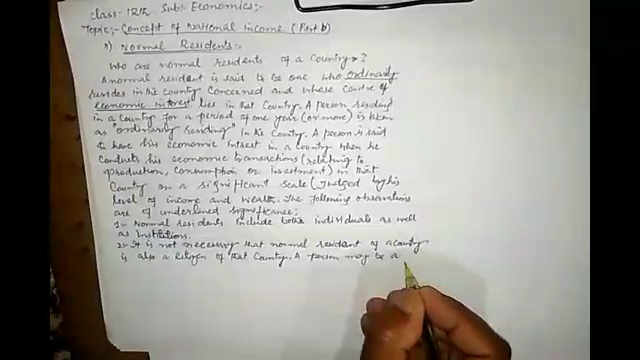 Class:- 12th Sub:- Economics:-
Topic:- Concept of National income (Part b)
1) Normal Residents:-
Who are normal residents of a Country?
A normal resident is said to be one who ordinarily
resides in the country concerned and whose centre of
economic interest lies in that Country. A person residing
in a Country for a period of one year (or more) is taken
as "ordinary residing" in the Country. A person is said
to have his economic interest in a country when he
conducts his economic transactions (relating to
production, consumption or investment) in that
Country on a significant scale (Judged by his
level of income and wealth. The following observations
are of underlined significance;
1:- Normal residents include both individuals as well
as institutions.
2:- It is not necessary that normal resident of a country
is also a citizen of that Country. A person may be a